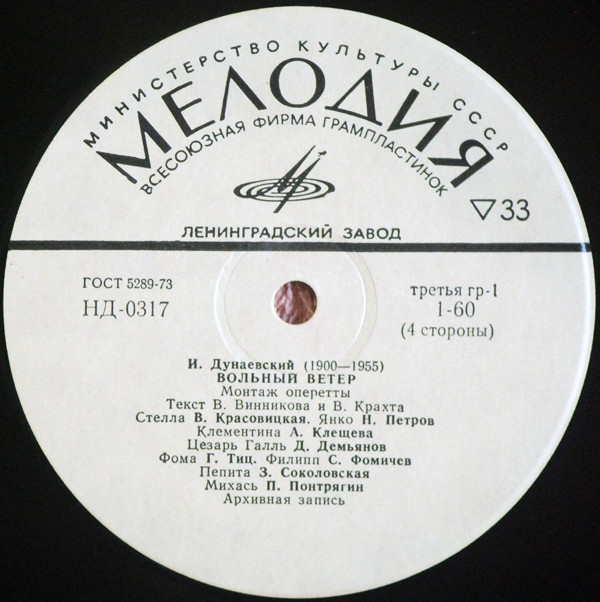 МИНИСТЕРСТВО КУЛЬТУРЫ СССР
МЕЛОДИЯ
ВСЕСОЮЗНАЯ ФИРМА ГРАМПЛАСТИНОК
▽33
ЛЕНИНГРАДСКИЙ ЗАВОД
ГОСТ 5289-73
НД-0317
третья гр-1
1-60
(4 стороны)
И. Дунаевский (1900—1955)
ВОЛЬНЫЙ ВЕТЕР
Монтаж оперетты
Текст В. Винникова и В. Крахта
Стелла В. Красовицкая, Янко Н. Петров
Клементина А. Клещева
Цезарь Галль Д. Демьянов
Фома Г. Тиц, Филипп С. Фомичев
Пепита З. Соколовская
Михась П. Понтрягин
Архивная запись